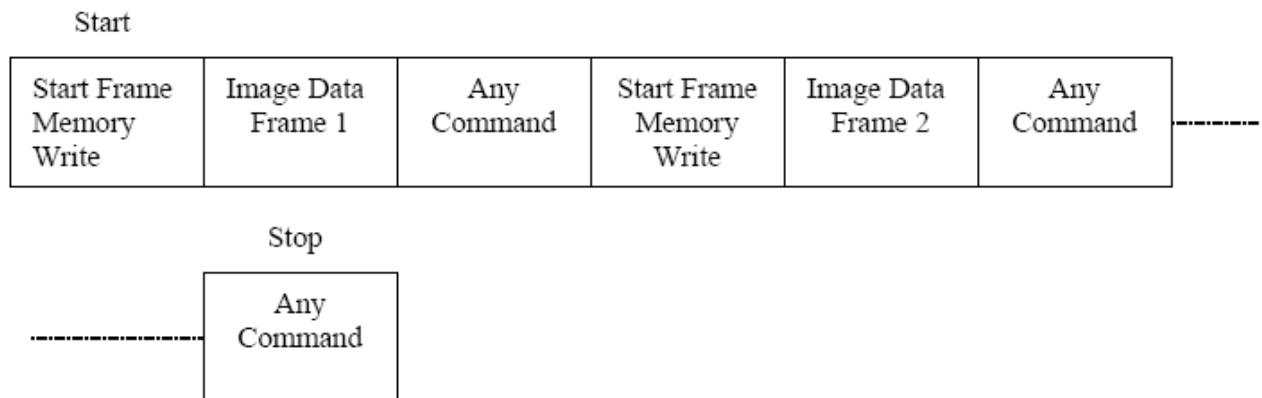 Start
Start Frame
Memory
Write
Image Data
Frame 1
Any
Command
Start Frame
Memory
Write
Image Data
Frame 2
Any
Command
Stop
Any
Command